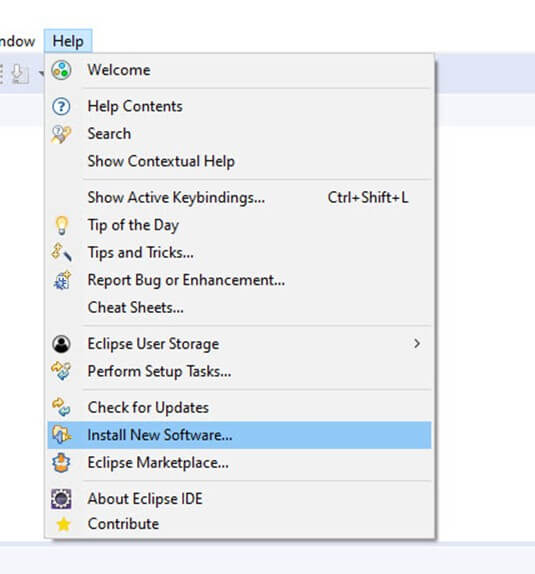 ndow Help
Welcome
Help Contents
Search
Show Contextual Help
Show Active Keybindings... Ctrl+Shift+L
Tip of the Day
Tips and Tricks...
Report Bug or Enhancement...
Cheat Sheets...
Eclipse User Storage
Perform Setup Tasks...
Check for Updates
Install New Software...
Eclipse Marketplace...
About Eclipse IDE
Contribute